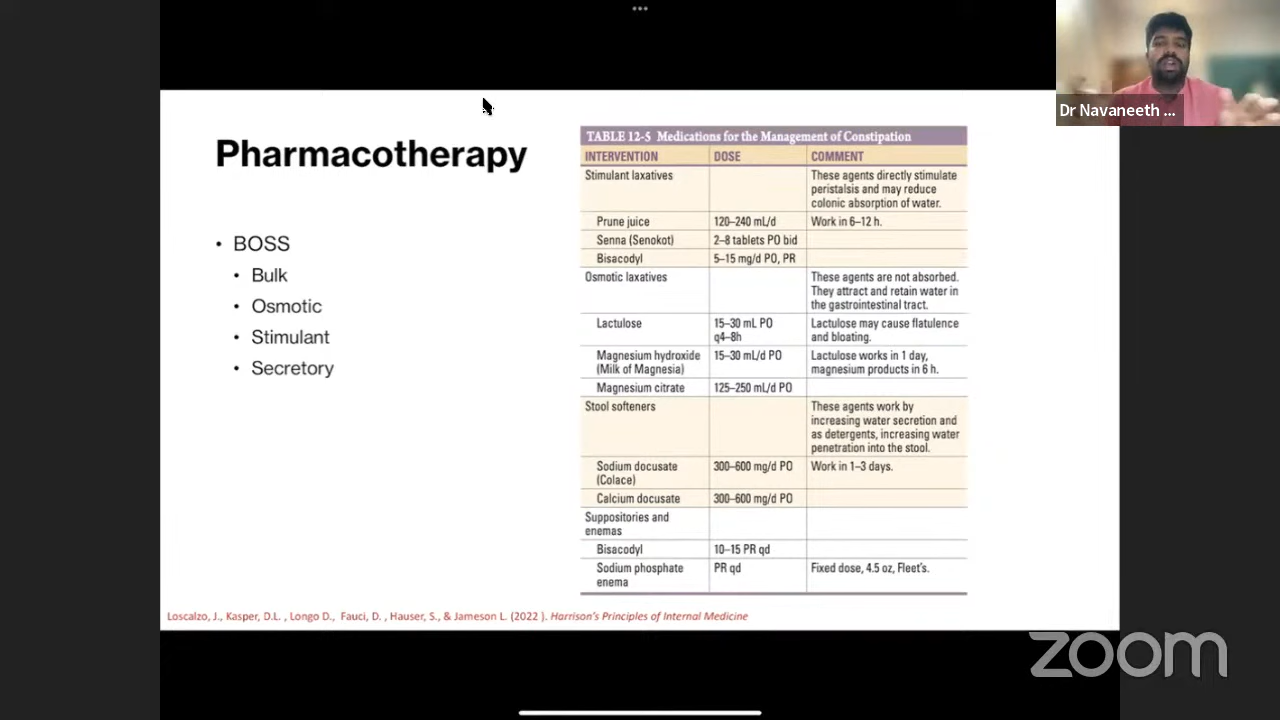 Dr Navaneeth ...
Pharmacotherapy
• BOSS
• Bulk
• Osmotic
• Stimulant
• Secretory
TABLE 12-5 Medications for the Management of Constipation
INTERVENTION DOSE COMMENT
Stimulant laxatives These agents directly stimulate
peristalsis and may reduce
colonic absorption of water.
Prune juice 120–240 mL/d Work in 6–12 h.
Senna (Senokot) 2–8 tablets PO bid
Bisacodyl 5–15 mg/d PO, PR
Osmotic laxatives These agents are not absorbed.
They attract and retain water in
the gastrointestinal tract.
Lactulose 15–30 mL PO Lactulose may cause flatulence
q4–8h and bloating.
Magnesium hydroxide 15–30 mL/d PO Lactulose works in 1 day,
(Milk of Magnesia) magnesium products in 6 h.
Magnesium citrate 125–250 mL/d PO
Stool softeners These agents work by
increasing water secretion and
as detergents, increasing water
penetration into the stool.
Sodium docusate 300–600 mg/d PO Work in 1–3 days.
(Colace)
Calcium docusate 300–600 mg/d PO
Suppositories and
enemas
Bisacodyl 10–15 PR qd
Sodium phosphate PR qd Fixed dose, 4.5 oz, Fleet's.
enema
Loscalzo, J., Kasper, D.L. , Longo D., Fauci, D. , Hauser, S., & Jameson L. (2022 ). Harrison's Principles of Internal Medicine
zoom